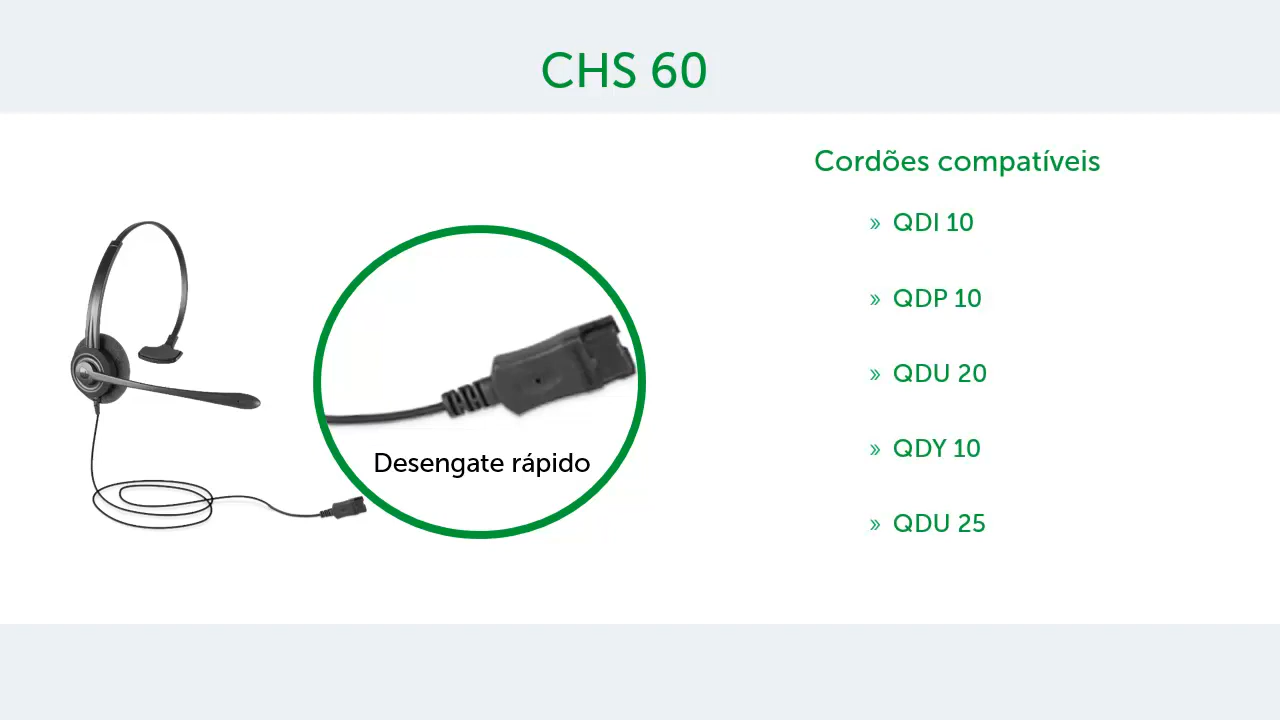 CHS 60
Cordões compatíveis
» QDI 10
» QDP 10
» QDU 20
» QDY 10
» QDU 25
Desengate rápido